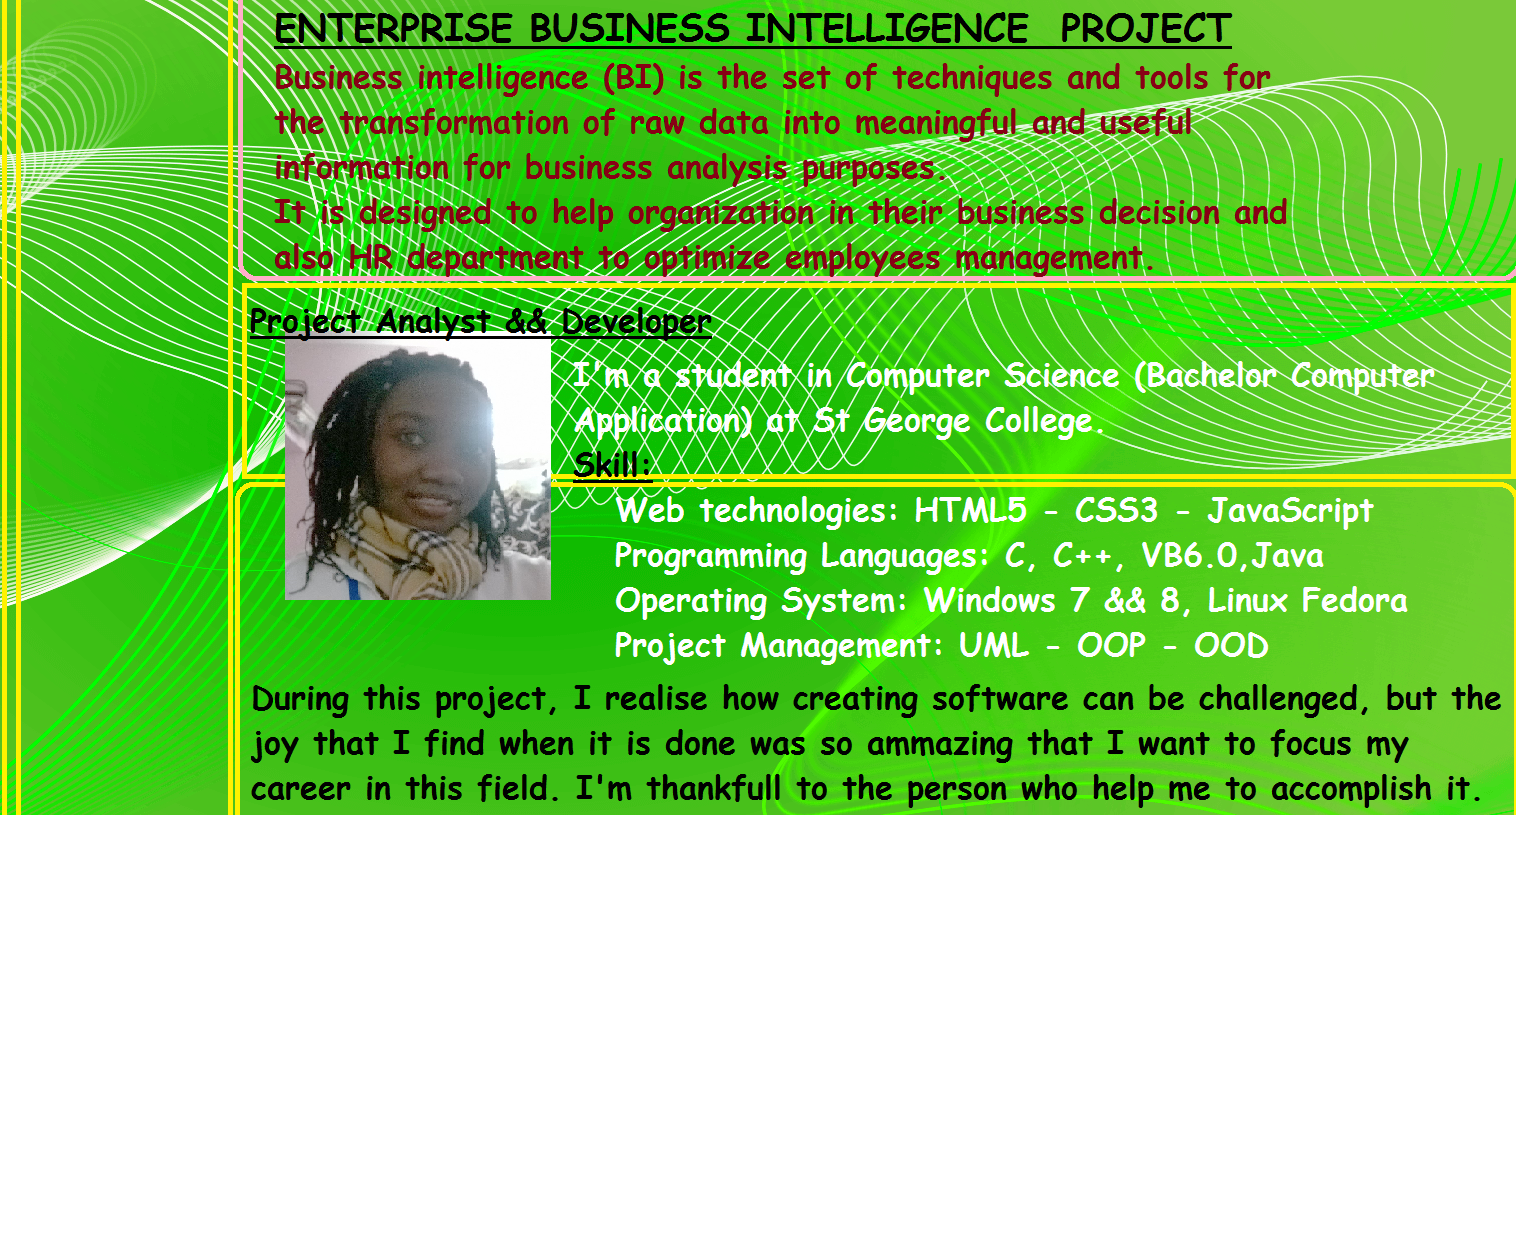 ENTERPRISE BUSINESS INTELLIGENCE  PROJECT
Business intelligence (BI) is the set of techniques and tools for
the transformation of raw data into meaningful and useful
information for business analysis purposes.
It is designed to help organization in their business decision and
also HR department to optimize employees management.
Project Analyst && Developer
I'm a student in Computer Science (Bachelor Computer
Application) at St George College.
Skill:
Web technologies: HTML5 - CSS3 - JavaScript
Programming Languages: C, C++, VB6.0,Java
Operating System: Windows 7 && 8, Linux Fedora
Project Management: UML - OOP - OOD
During this project, I realise how creating software can be challenged, but the
joy that I find when it is done was so ammazing that I want to focus my
career in this field. I'm thankfull to the person who help me to accomplish it.